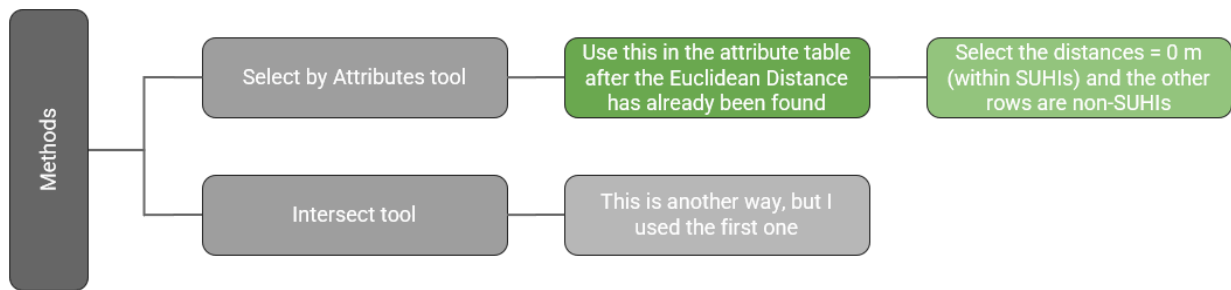 Methods
Select by Attributes tool
Use this in the attribute table
after the Euclidean Distance
has already been found
Select the distances = 0 m
(within SUHIs) and the other
rows are non-SUHIs
Intersect tool
This is another way, but I
used the first one